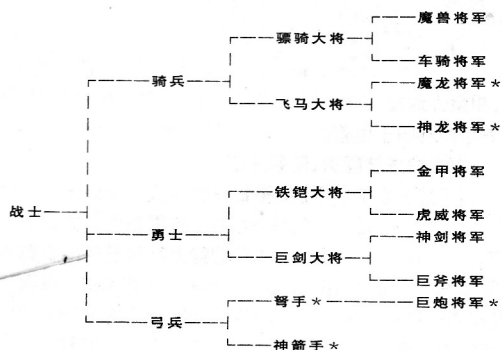 魔兽将军
骠骑大将
车骑将军
骑兵
魔龙将军*
飞马大将
神龙将军*
金甲将军
铁铠大将
虎威将军
战士
勇士
神剑将军
巨剑大将
巨斧将军
弩手*
巨炮将军*
弓兵
神箭手*